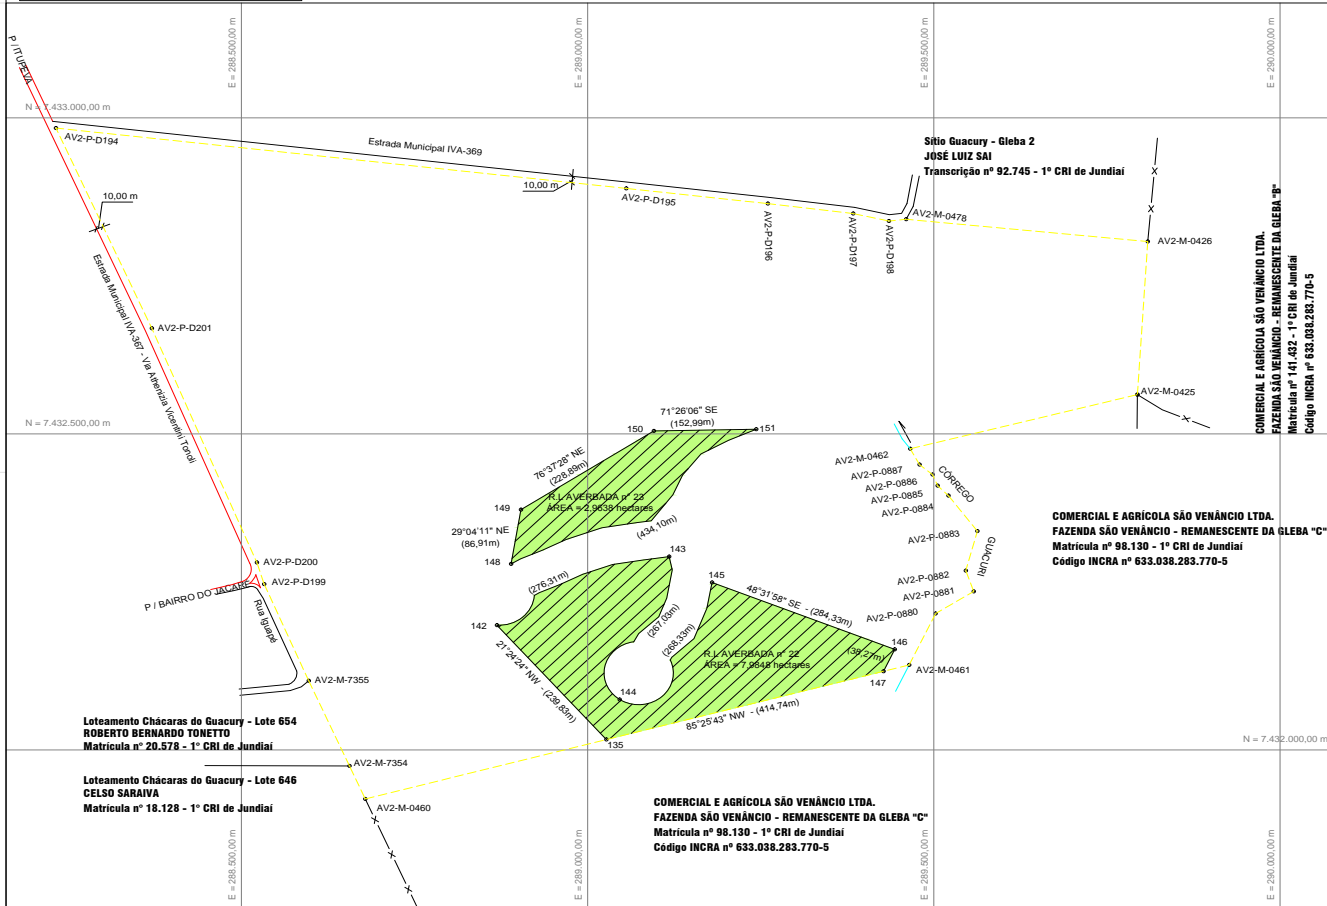 E = 288.500,00 m
E = 289.000,00 m
E = 289.500,00 m
E = 290.000,00 m
P / ITUPEVA
N = 7.433.000,00 m
AV2-P-D194
Estrada Municipal IVA-369
10,00 m
AV2-P-D195
AV2-P-D196
AV2-P-D197
AV2-P-D198
AV2-M-0478
Sítio Guacury - Gleba 2
JOSÉ LUIZ SAI
Transcrição nº 92.745 - 1º CRI de Jundiaí
AV2-M-0426
10,00 m
Estrada Municipal IVA-367 - Via Athenizia Vicentini Tonoli
AV2-P-D201
COMERCIAL E AGRÍCOLA SÃO VENÂNCIO LTDA.
FAZENDA SÃO VENÂNCIO - REMANESCENTE DA GLEBA "B"
Matrícula nº 141.432 - 1º CRI de Jundiaí
Código INCRA nº 633.038.283.770-5
AV2-M-0425
N = 7.432.500,00 m
71°26'06" SE
(152,99m)
150
151
76°37'28" NE
(228,89m)
R.L AVERBADA nº 23
ÁREA = 2,9638 hectares
149
29°04'11" NE
(86,91m)
(434,10m)
148
AV2-M-0462
AV2-P-0887
AV2-P-0886
AV2-P-0885
AV2-P-0884
CÓRREGO
AV2-P-0883
GUACURI
AV2-P-0882
AV2-P-0881
AV2-P-0880
COMERCIAL E AGRÍCOLA SÃO VENÂNCIO LTDA.
FAZENDA SÃO VENÂNCIO - REMANESCENTE DA GLEBA "C"
Matrícula nº 98.130 - 1º CRI de Jundiaí
Código INCRA nº 633.038.283.770-5
AV2-P-D200
AV2-P-D199
P / BAIRRO DO JACARÉ
Rua Iguapé
143
(276,31m)
145
48°31'58" SE - (284,33m)
142
(267,03m)
(268,33m)
146
(38,27m)
R.L AVERBADA nº 22
ÁREA = 7,9848 hectares
147
AV2-M-0461
21°24'24" NW - (239,83m)
144
85°25'43" NW - (414,74m)
135
AV2-M-7355
Loteamento Chácaras do Guacury - Lote 654
ROBERTO BERNARDO TONETTO
Matrícula nº 20.578 - 1º CRI de Jundiaí
N = 7.432.000,00 m
AV2-M-7354
Loteamento Chácaras do Guacury - Lote 646
CELSO SARAIVA
Matrícula nº 18.128 - 1º CRI de Jundiaí
AV2-M-0460
COMERCIAL E AGRÍCOLA SÃO VENÂNCIO LTDA.
FAZENDA SÃO VENÂNCIO - REMANESCENTE DA GLEBA "C"
Matrícula nº 98.130 - 1º CRI de Jundiaí
Código INCRA nº 633.038.283.770-5
E = 288.500,00 m
E = 289.000,00 m
E = 289.500,00 m
E = 290.000,00 m